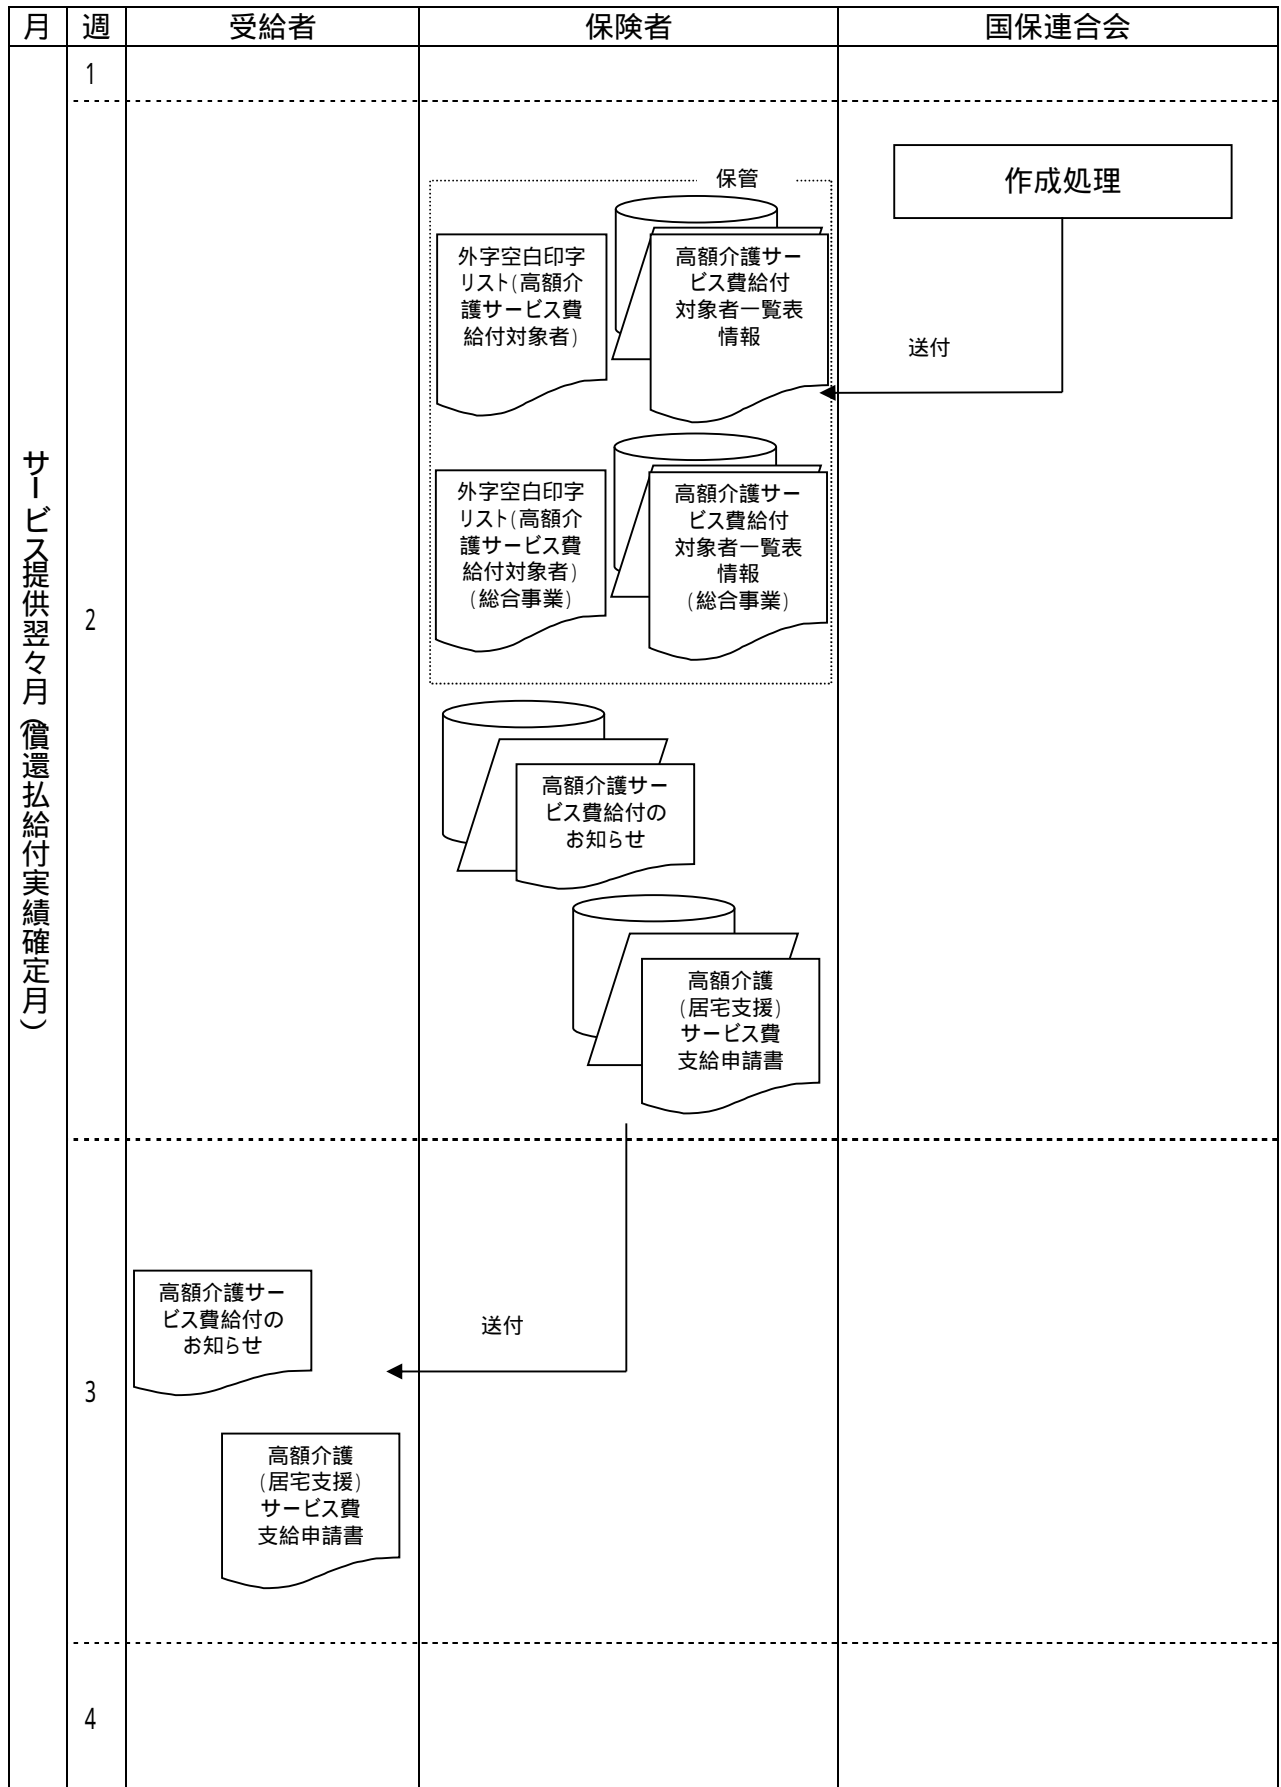 月 週 受給者 保険者 国保連合会
サービス提供翌々月(償還払給付実績確定月)
1
2
作成処理
保管
外字空白印字
リスト(高額介
護サービス費
給付対象者)
高額介護サー
ビス費給付
対象者一覧表
情報
送付
外字空白印字
リスト(高額介
護サービス費
給付対象者)
(総合事業)
高額介護サー
ビス費給付
対象者一覧表
情報
(総合事業)
高額介護サー
ビス費給付の
お知らせ
高額介護
(居宅支援)
サービス費
支給申請書
3
高額介護サー
ビス費給付の
お知らせ
送付
高額介護
(居宅支援)
サービス費
支給申請書
4